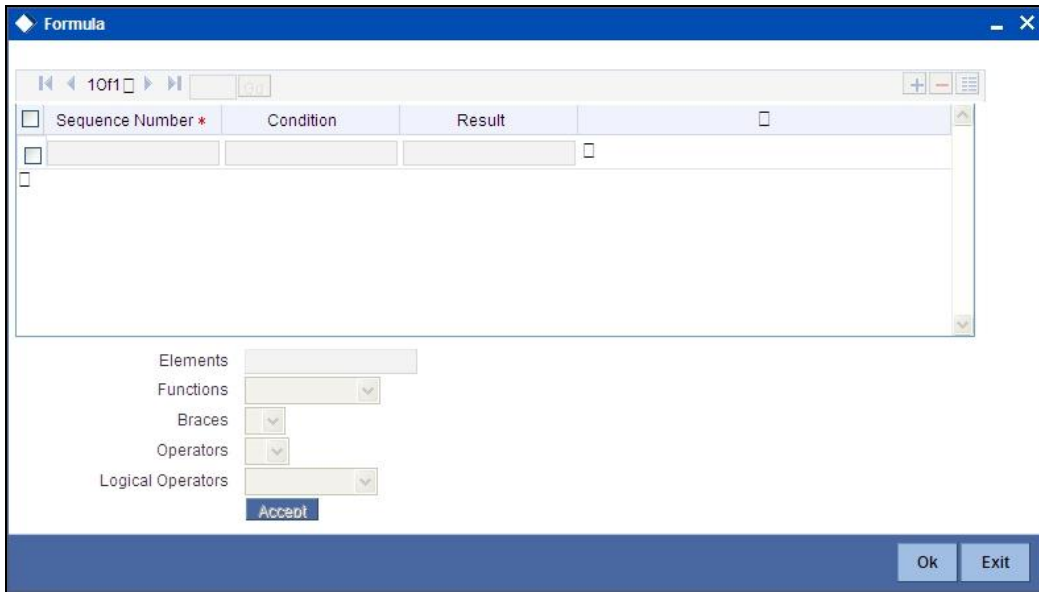 Formula
1Of1
Go
Sequence Number * Condition Result
Elements
Functions
Braces
Operators
Logical Operators
Accept
Ok Exit